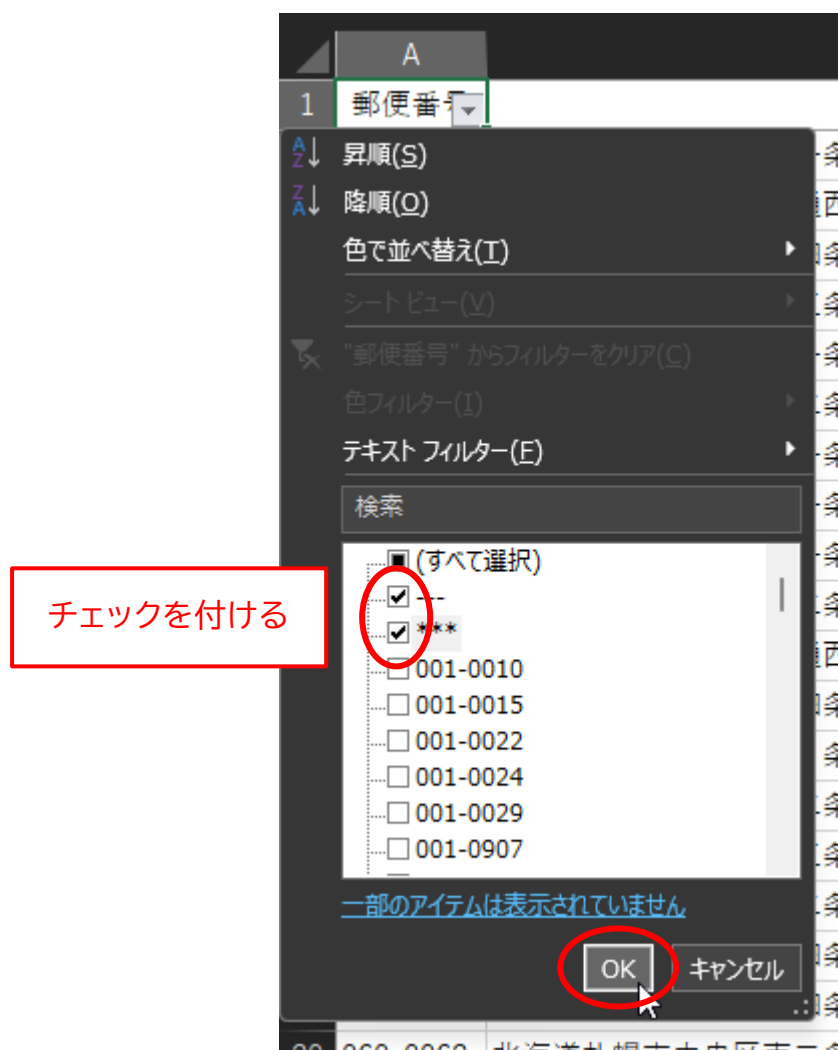 A
1 郵便番号
昇順(S)
降順(O)
色で並べ替え(T)
シート ビュー(V)
"郵便番号" からフィルターをクリア(C)
色フィルター(I)
テキスト フィルター(F)
検索
(すべて選択)
---
チェックを付ける
***
001-0010
001-0015
001-0022
001-0024
001-0029
001-0907
一部のアイテムは表示されていません
OK キャンセル